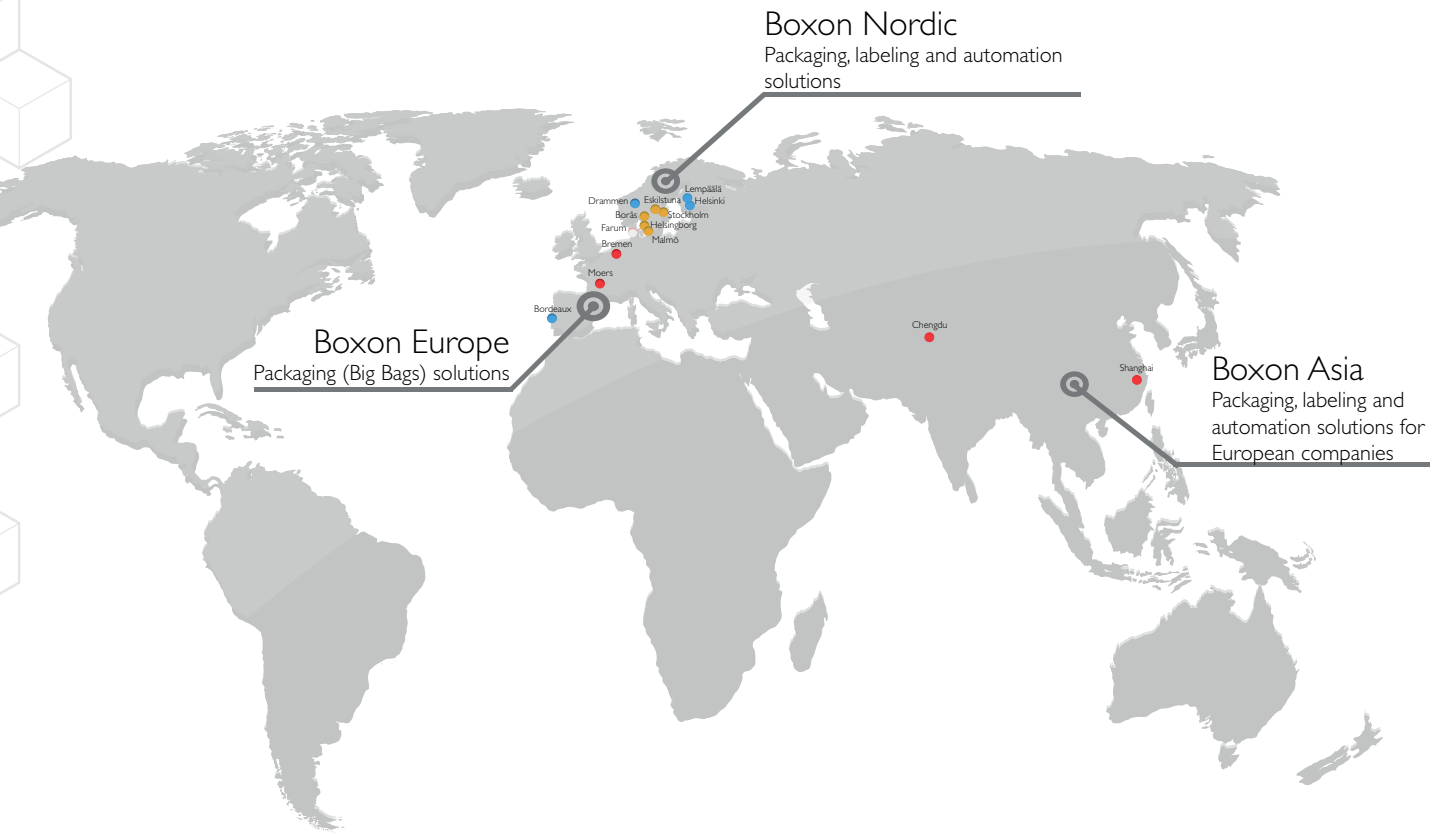 Boxon Nordic
Packaging, labeling and automation
solutions
Lempäälä
Drammen
Eskilstuna
Helsinki
Borås
Stockholm
Farum
Helsingborg
Malmö
Bremen
Moers
Bordeaux
Chengdu
Boxon Europe
Packaging (Big Bags) solutions
Shanghai
Boxon Asia
Packaging, labeling and
automation solutions for
European companies